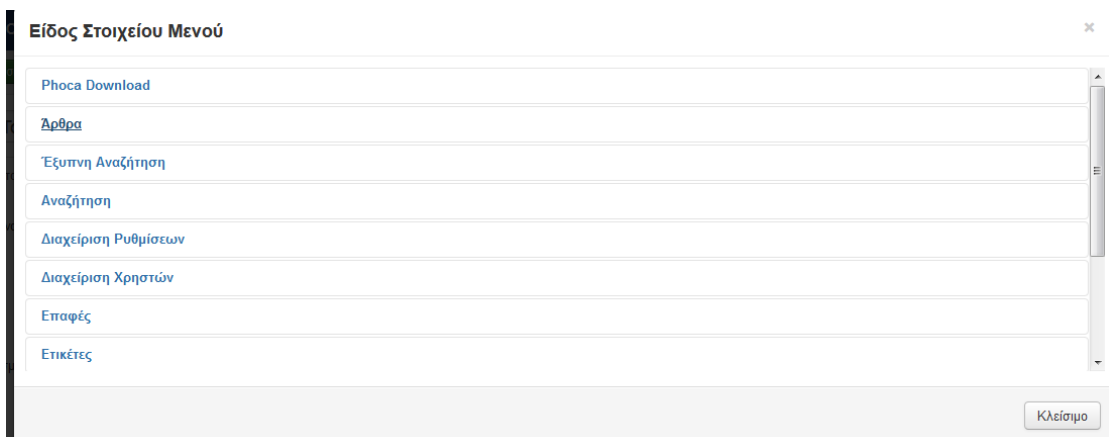 Είδος Στοιχείου Μενού
×
Phoca Download
Άρθρα
Έξυπνη Αναζήτηση
Αναζήτηση
Διαχείριση Ρυθμίσεων
Διαχείριση Χρηστών
Επαφές
Ετικέτες
Κλείσιμο